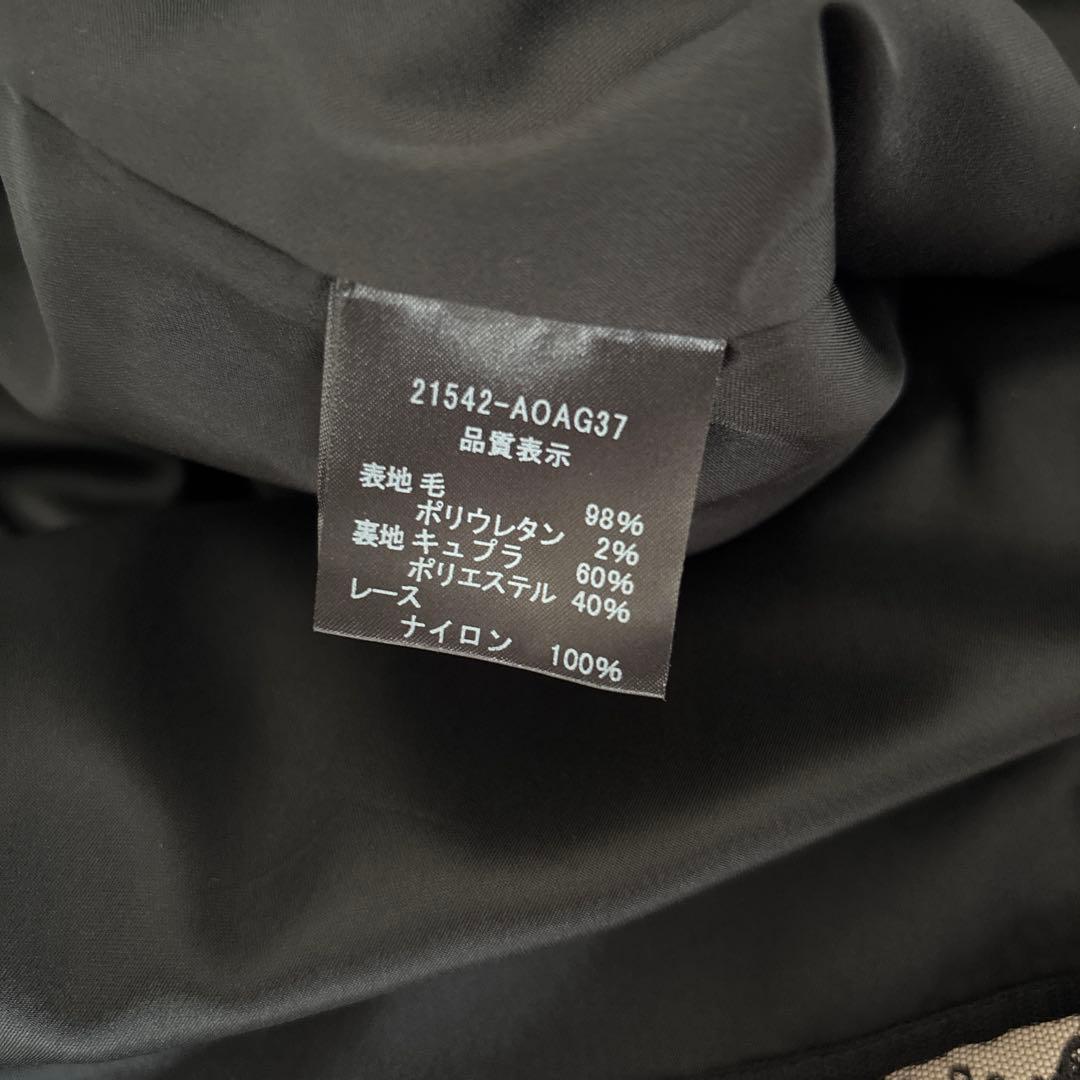 21542-AOAG37
品質表示
表地 毛 98%
ポリウレタン 2%
裏地 キュプラ 60%
ポリエステル 40%
レース
ナイロン 100%